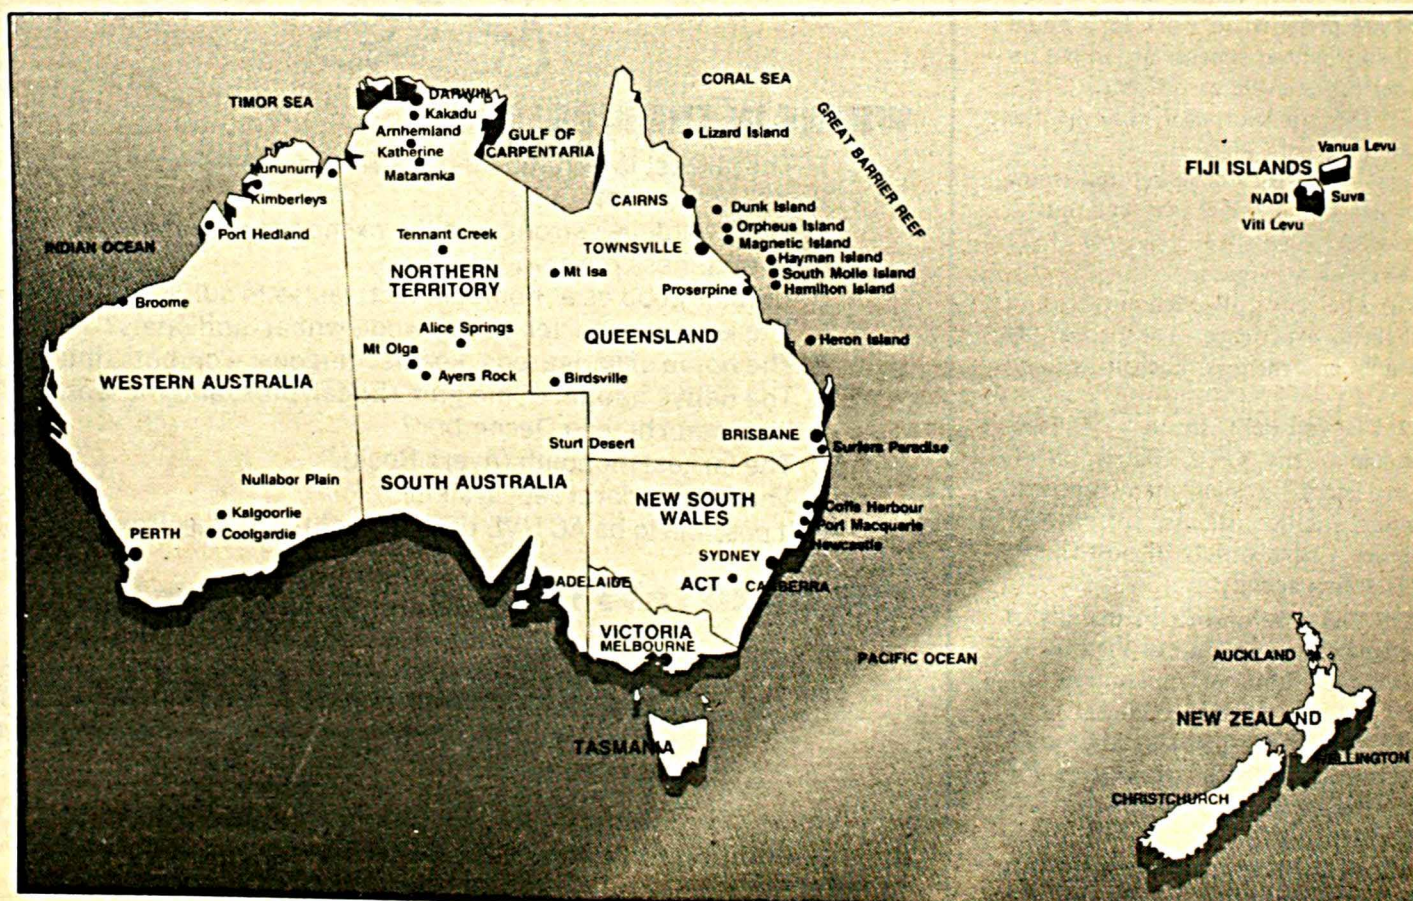 CORAL SEA
TIMOR SEA
DARWIN
Kakadu
Arnhemland
Katherine
Mataranka
GULF OF
CARPENTARIA
Lizard Island
GREAT BARRIER REEF
Vanua Levu
FIJI ISLANDS
NADI
Suva
Viti Levu
Kununurra
Kimberleys
Port Hedland
INDIAN OCEAN
Broome
CAIRNS
Dunk Island
Orpheus Island
Magnetic Island
TOWNSVILLE
Hayman Island
South Molle Island
Hamilton Island
Proserpine
Tennant Creek
NORTHERN
TERRITORY
Mt Isa
Alice Springs
Mt Olga
Ayers Rock
QUEENSLAND
Heron Island
WESTERN AUSTRALIA
Birdsville
BRISBANE
Surfers Paradise
Sturt Desert
Nullabor Plain
SOUTH AUSTRALIA
NEW SOUTH
WALES
Coffs Harbour
Port Macquarie
Newcastle
Kalgoorlie
Coolgardie
PERTH
SYDNEY
ADELAIDE
ACT
CANBERRA
VICTORIA
MELBOURNE
PACIFIC OCEAN
AUCKLAND
NEW ZEALAND
TASMANIA
WELLINGTON
CHRISTCHURCH